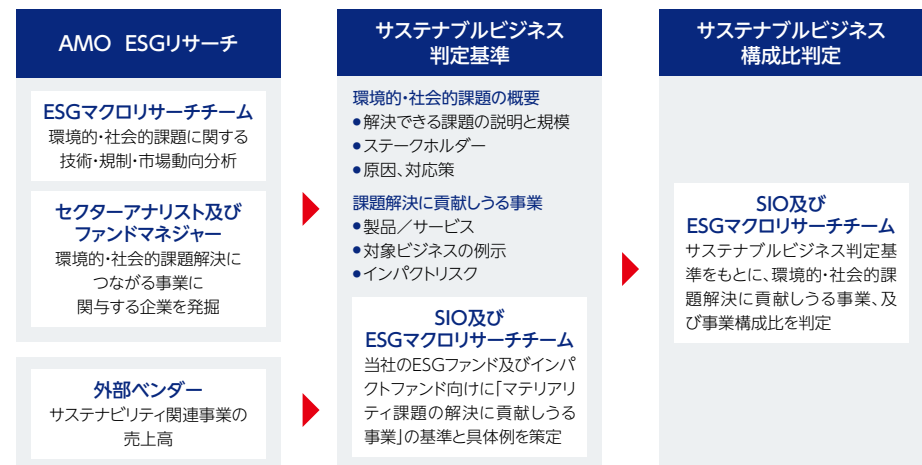 AMO ESGリサーチ
ESGマクロリサーチチーム
環境的・社会的課題に関する
技術・規制・市場動向分析
セクターアナリスト及び
ファンドマネジャー
環境的・社会的課題解決に
つながる事業に
関与する企業を発掘
外部ベンダー
サステナビリティ関連事業の
売上高
サステナブルビジネス
判定基準
環境的・社会的課題の概要
●解決できる課題の説明と規模
●ステークホルダー
●原因、対応策
課題解決に貢献しうる事業
●製品／サービス
●対象ビジネスの例示
●インパクトリスク
SIO及び
ESGマクロリサーチチーム
当社のESGファンド及びインパ
クトファンド向けに「マテリアリ
ティ課題の解決に貢献しうる
事業」の基準と具体例を策定
サステナブルビジネス
構成比判定
SIO及び
ESGマクロリサーチチーム
サステナブルビジネス判定基
準をもとに、環境的・社会的課
題解決に貢献しうる事業、及
び事業構成比を判定